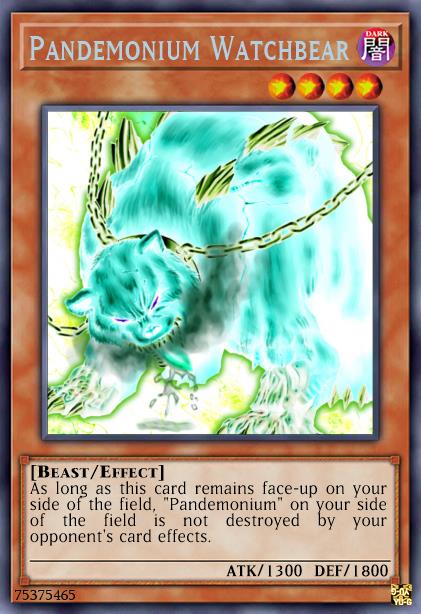 PANDEMONIUM WATCHBEAR
DARK
闇
[BEAST/EFFECT]
As long as this card remains face-up on your
side of the field, "Pandemonium" on your side
of the field is not destroyed by your
opponent's card effects.
ATK/1300 DEF/1800
75375465